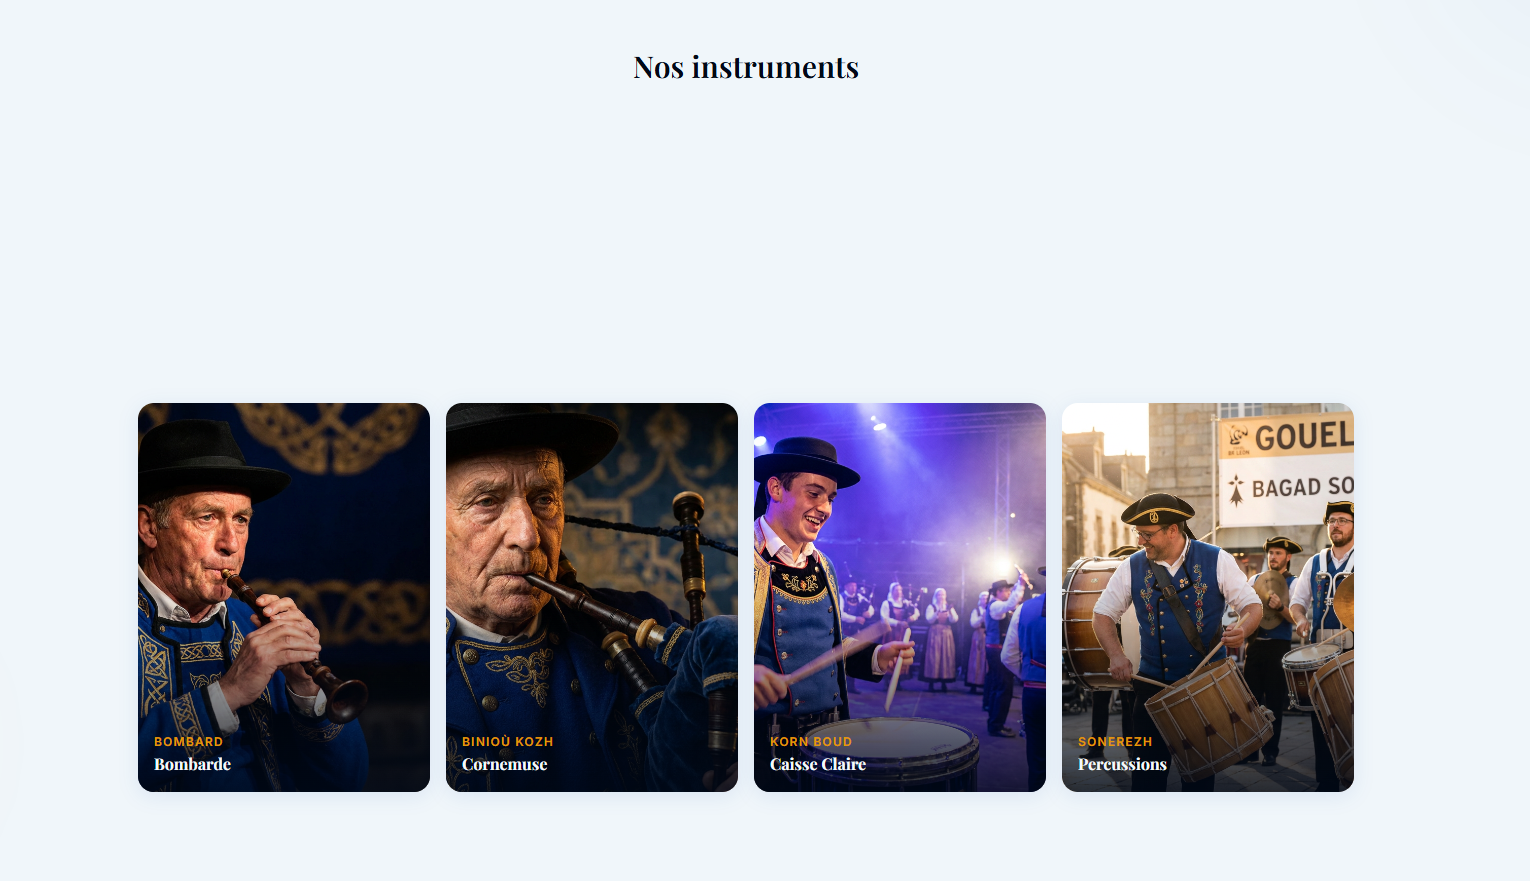 Nos instruments
BOMBARD
Bombarde
BINIOÙ KOZH
Cornemuse
KORN BOUD
Caisse Claire
GOUEL
BAGAD SO
SONEREZH
Percussions